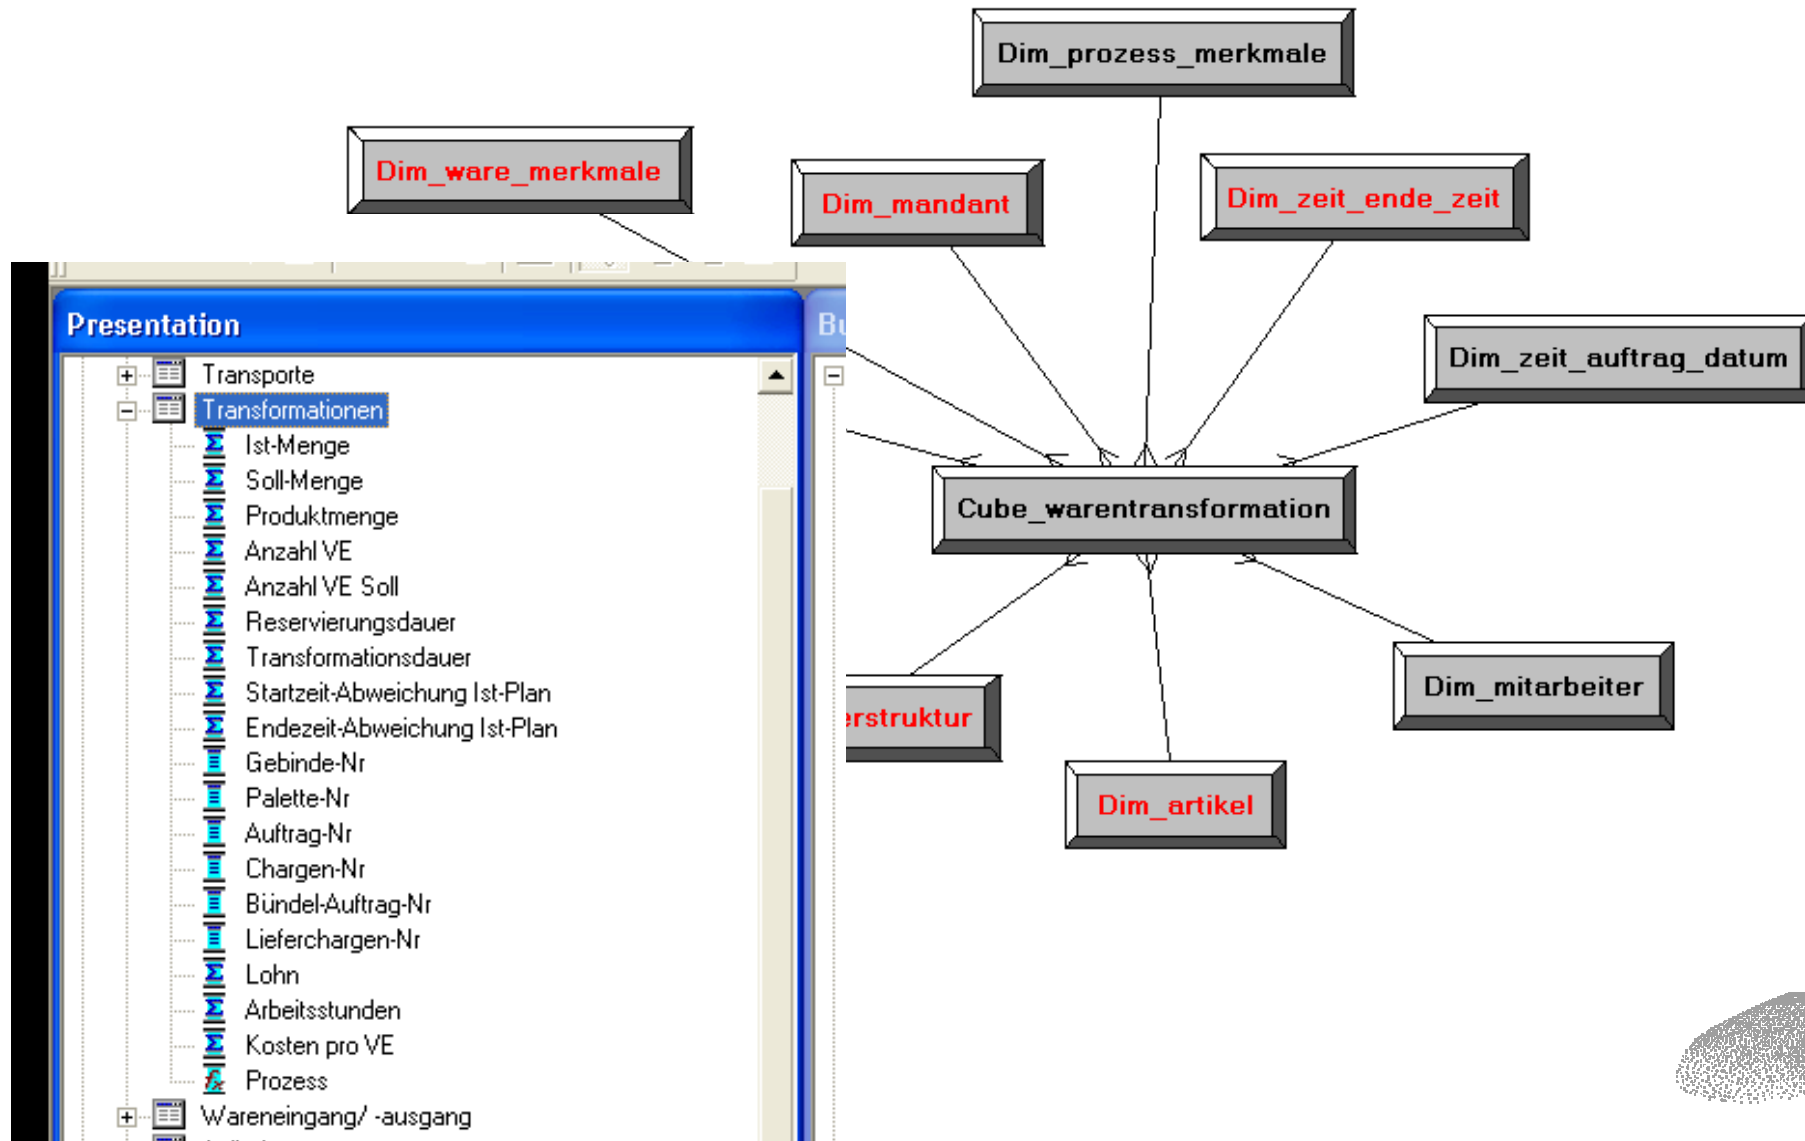 Dim_prozess_merkmale
Dim_ware_merkmale
Dim_mandant
Dim_zeit_ende_zeit
Dim_zeit_auftrag_datum
Cube_warentransformation
Dim_mitarbeiter
erstruktur
Dim_artikel
Presentation
Transporte
Transformationen
Ist-Menge
Soll-Menge
Produktmenge
Anzahl VE
Anzahl VE Soll
Reservierungsdauer
Transformationsdauer
Startzeit-Abweichung Ist-Plan
Endezeit-Abweichung Ist-Plan
Gebinde-Nr
Palette-Nr
Auftrag-Nr
Chargen-Nr
Bündel-Auftrag-Nr
Lieferchargen-Nr
Lohn
Arbeitsstunden
Kosten pro VE
Prozess
Wareneingang/ -ausgang